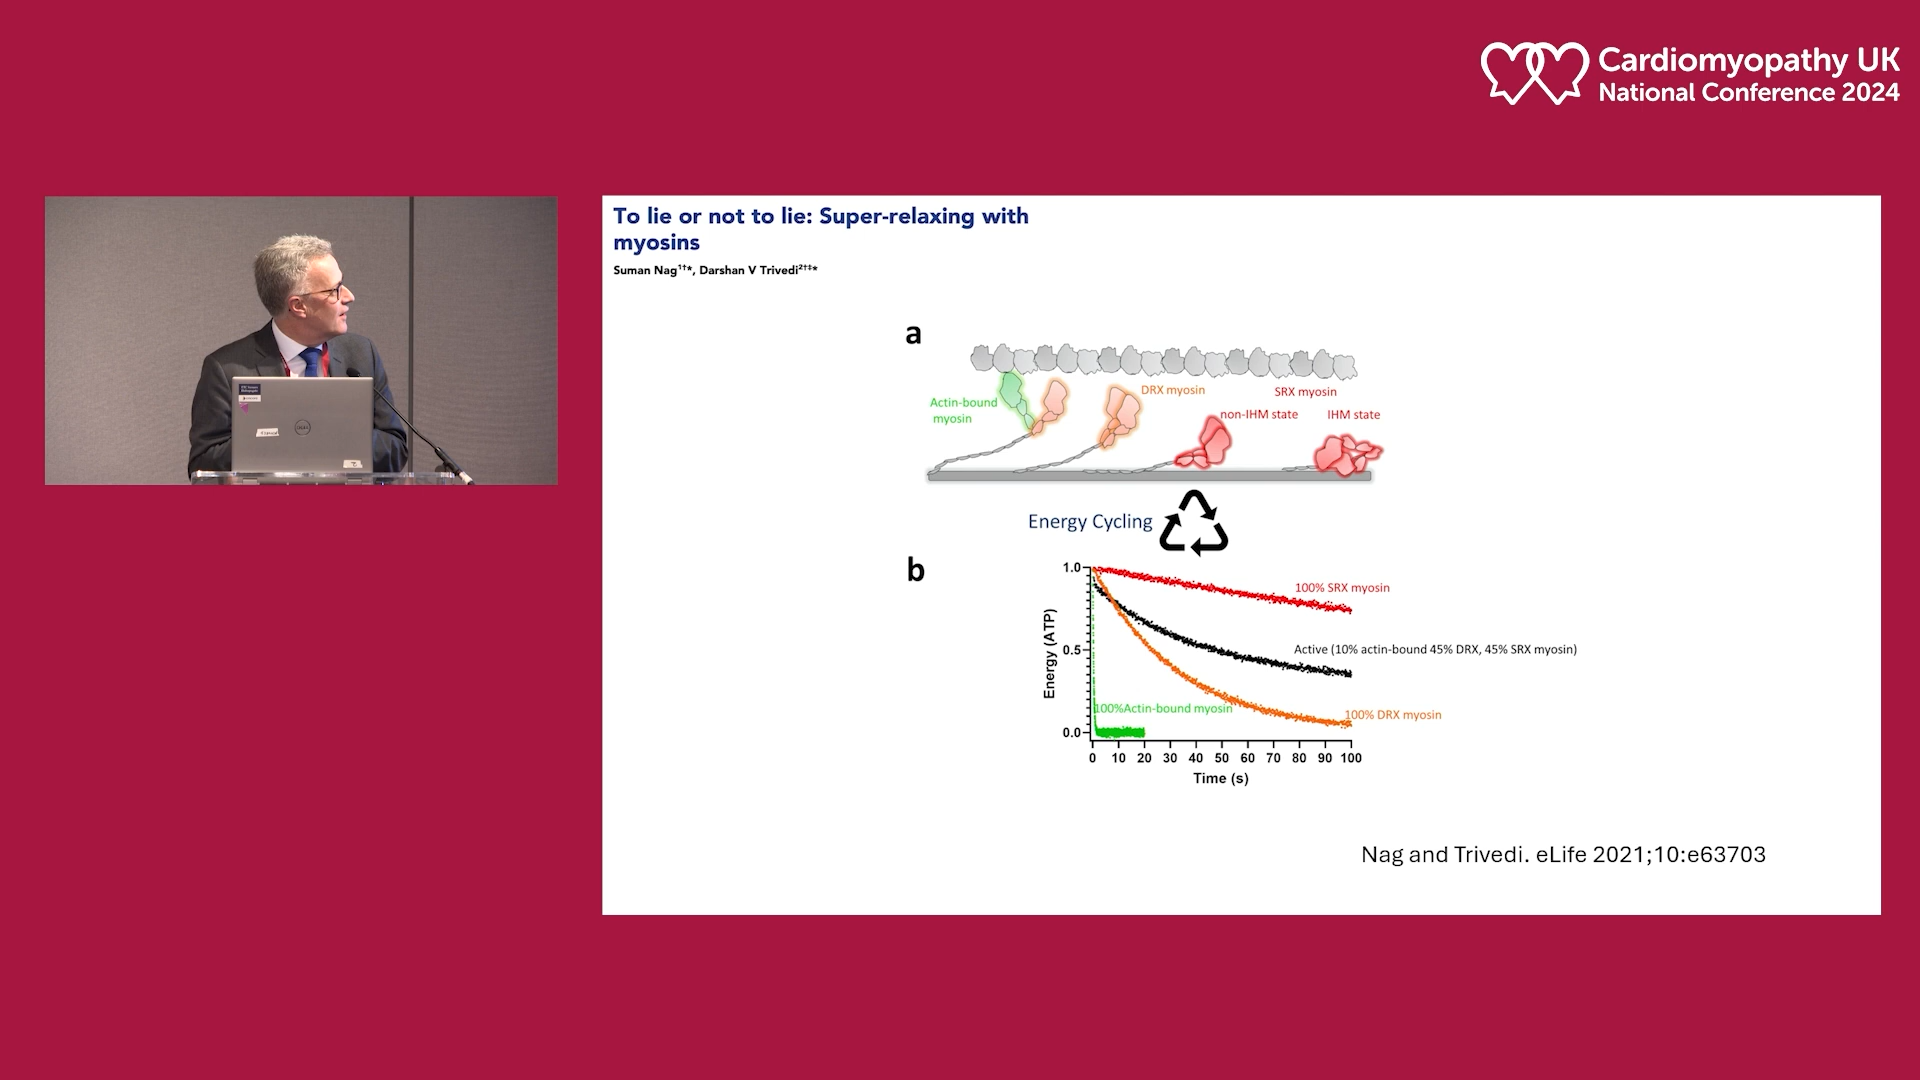 Cardiomyopathy UK
National Conference 2024
To lie or not to lie: Super-relaxing with
myosins
Suman Nag¹†*, Darshan V Trivedi²†‡*
a
Actin-bound
myosin
DRX myosin
SRX myosin
non-IHM state
IHM state
Energy Cycling
b
1.0
0.5
0.0
Energy (ATP)
100% SRX myosin
Active (10% actin-bound 45% DRX, 45% SRX myosin)
100%Actin-bound myosin
100% DRX myosin
0 10 20 30 40 50 60 70 80 90 100
Time (s)
Nag and Trivedi. eLife 2021;10:e63703